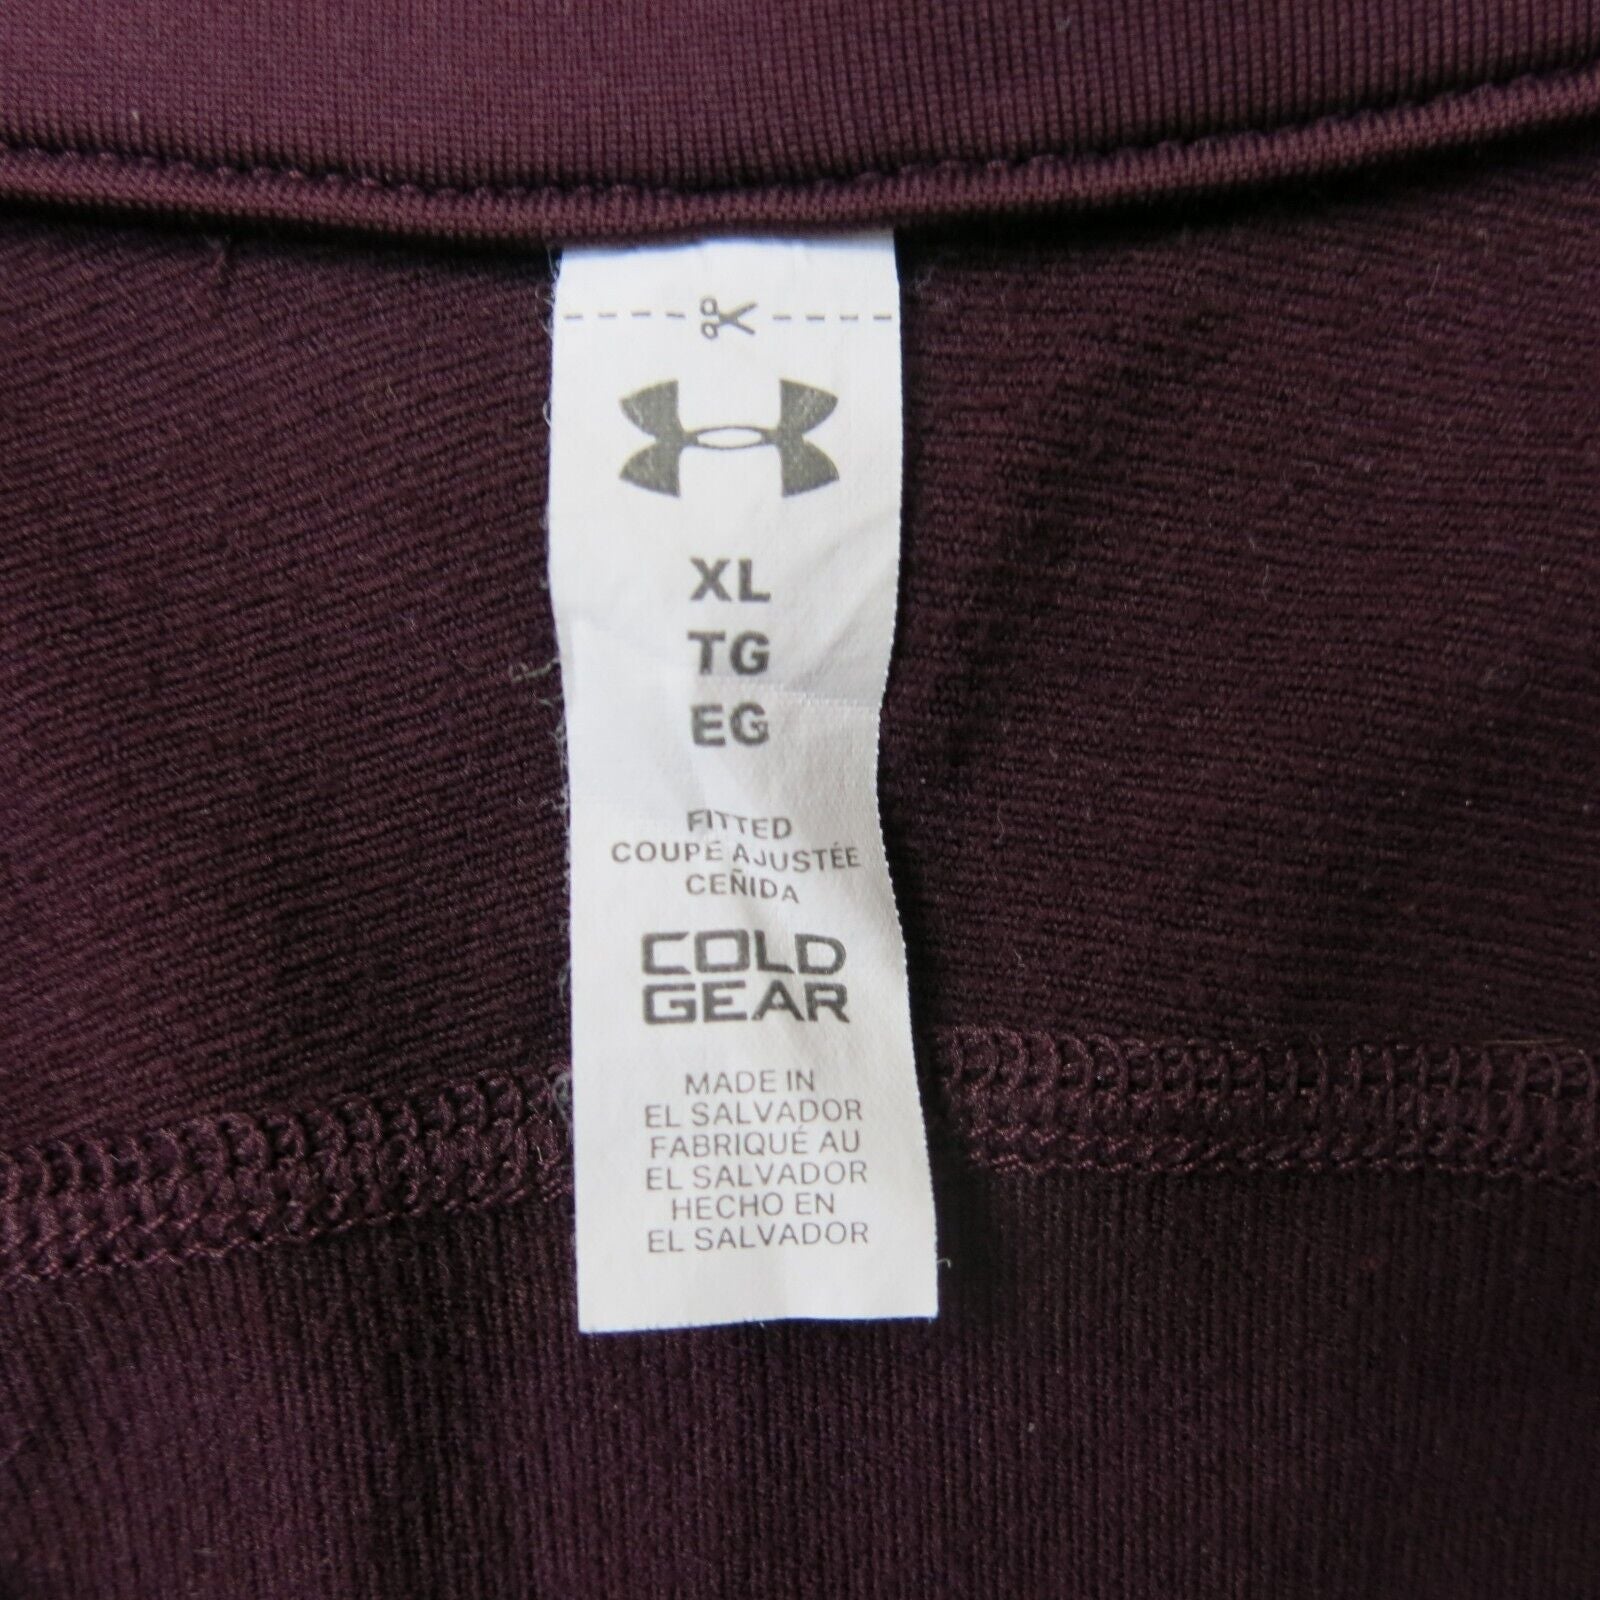 XL
TG
EG
FITTED
COUPE AJUSTÉE
CEÑIDA
COLD
GEAR
MADE IN
EL SALVADOR
FABRIQUÉ AU
EL SALVADOR
HECHO EN
EL SALVADOR